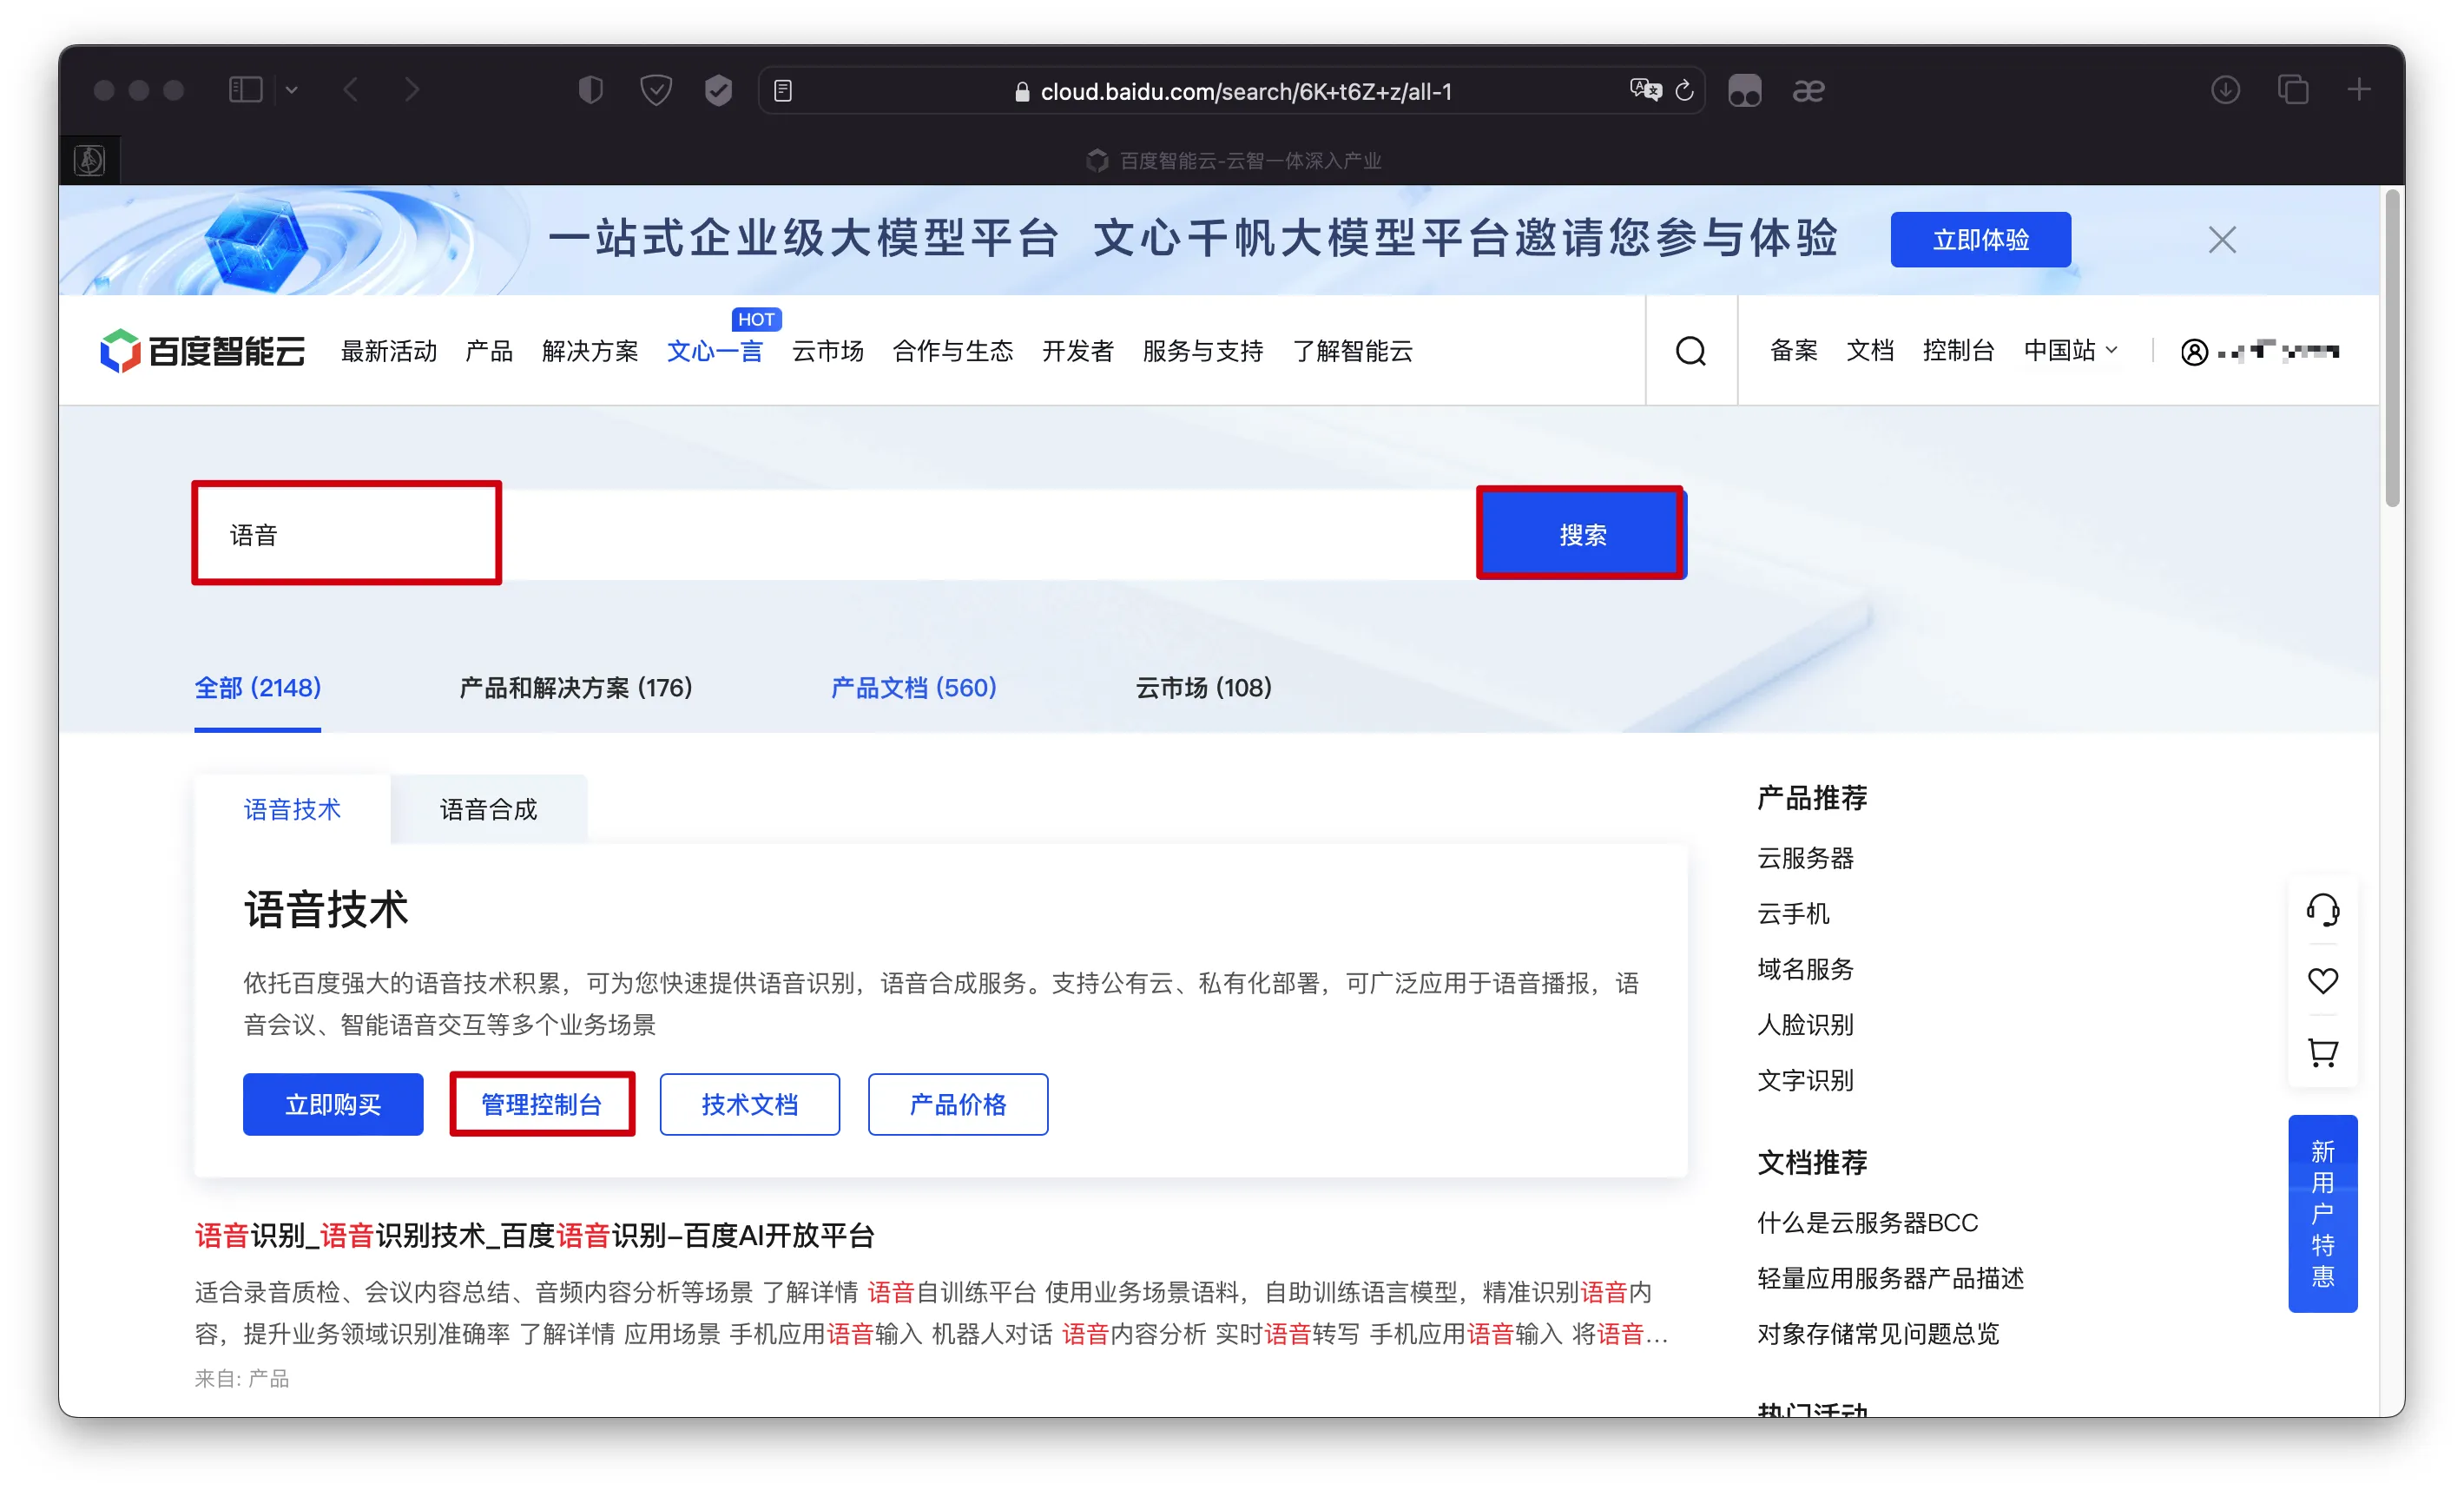 cloud.baidu.com/search/6K+t6Z+z/all-1
æ
百度智能云-云智一体深入产业
一站式企业级大模型平台 文心千帆大模型平台邀请您参与体验
立即体验
HOT
百度智能云 最新活动 产品 解决方案 文心一言 云市场 合作与生态 开发者 服务与支持 了解智能云 备案 文档 控制台 中国站
语音 搜索
全部 (2148) 产品和解决方案 (176) 产品文档 (560) 云市场 (108)
语音技术 语音合成
语音技术
依托百度强大的语音技术积累，可为您快速提供语音识别，语音合成服务。支持公有云、私有化部署，可广泛应用于语音播报，语
音会议、智能语音交互等多个业务场景
立即购买 管理控制台 技术文档 产品价格
语音识别_语音识别技术_百度语音识别–百度AI开放平台
适合录音质检、会议内容总结、音频内容分析等场景 了解详情 语音自训练平台 使用业务场景语料，自助训练语言模型，精准识别语音内
容，提升业务领域识别准确率 了解详情 应用场景 手机应用语音输入 机器人对话 语音内容分析 实时语音转写 手机应用语音输入 将语音...
来自: 产品
产品推荐
云服务器
云手机
域名服务
人脸识别
文字识别
文档推荐
什么是云服务器BCC
轻量应用服务器产品描述
对象存储常见问题总览
热门活动
新用户特惠